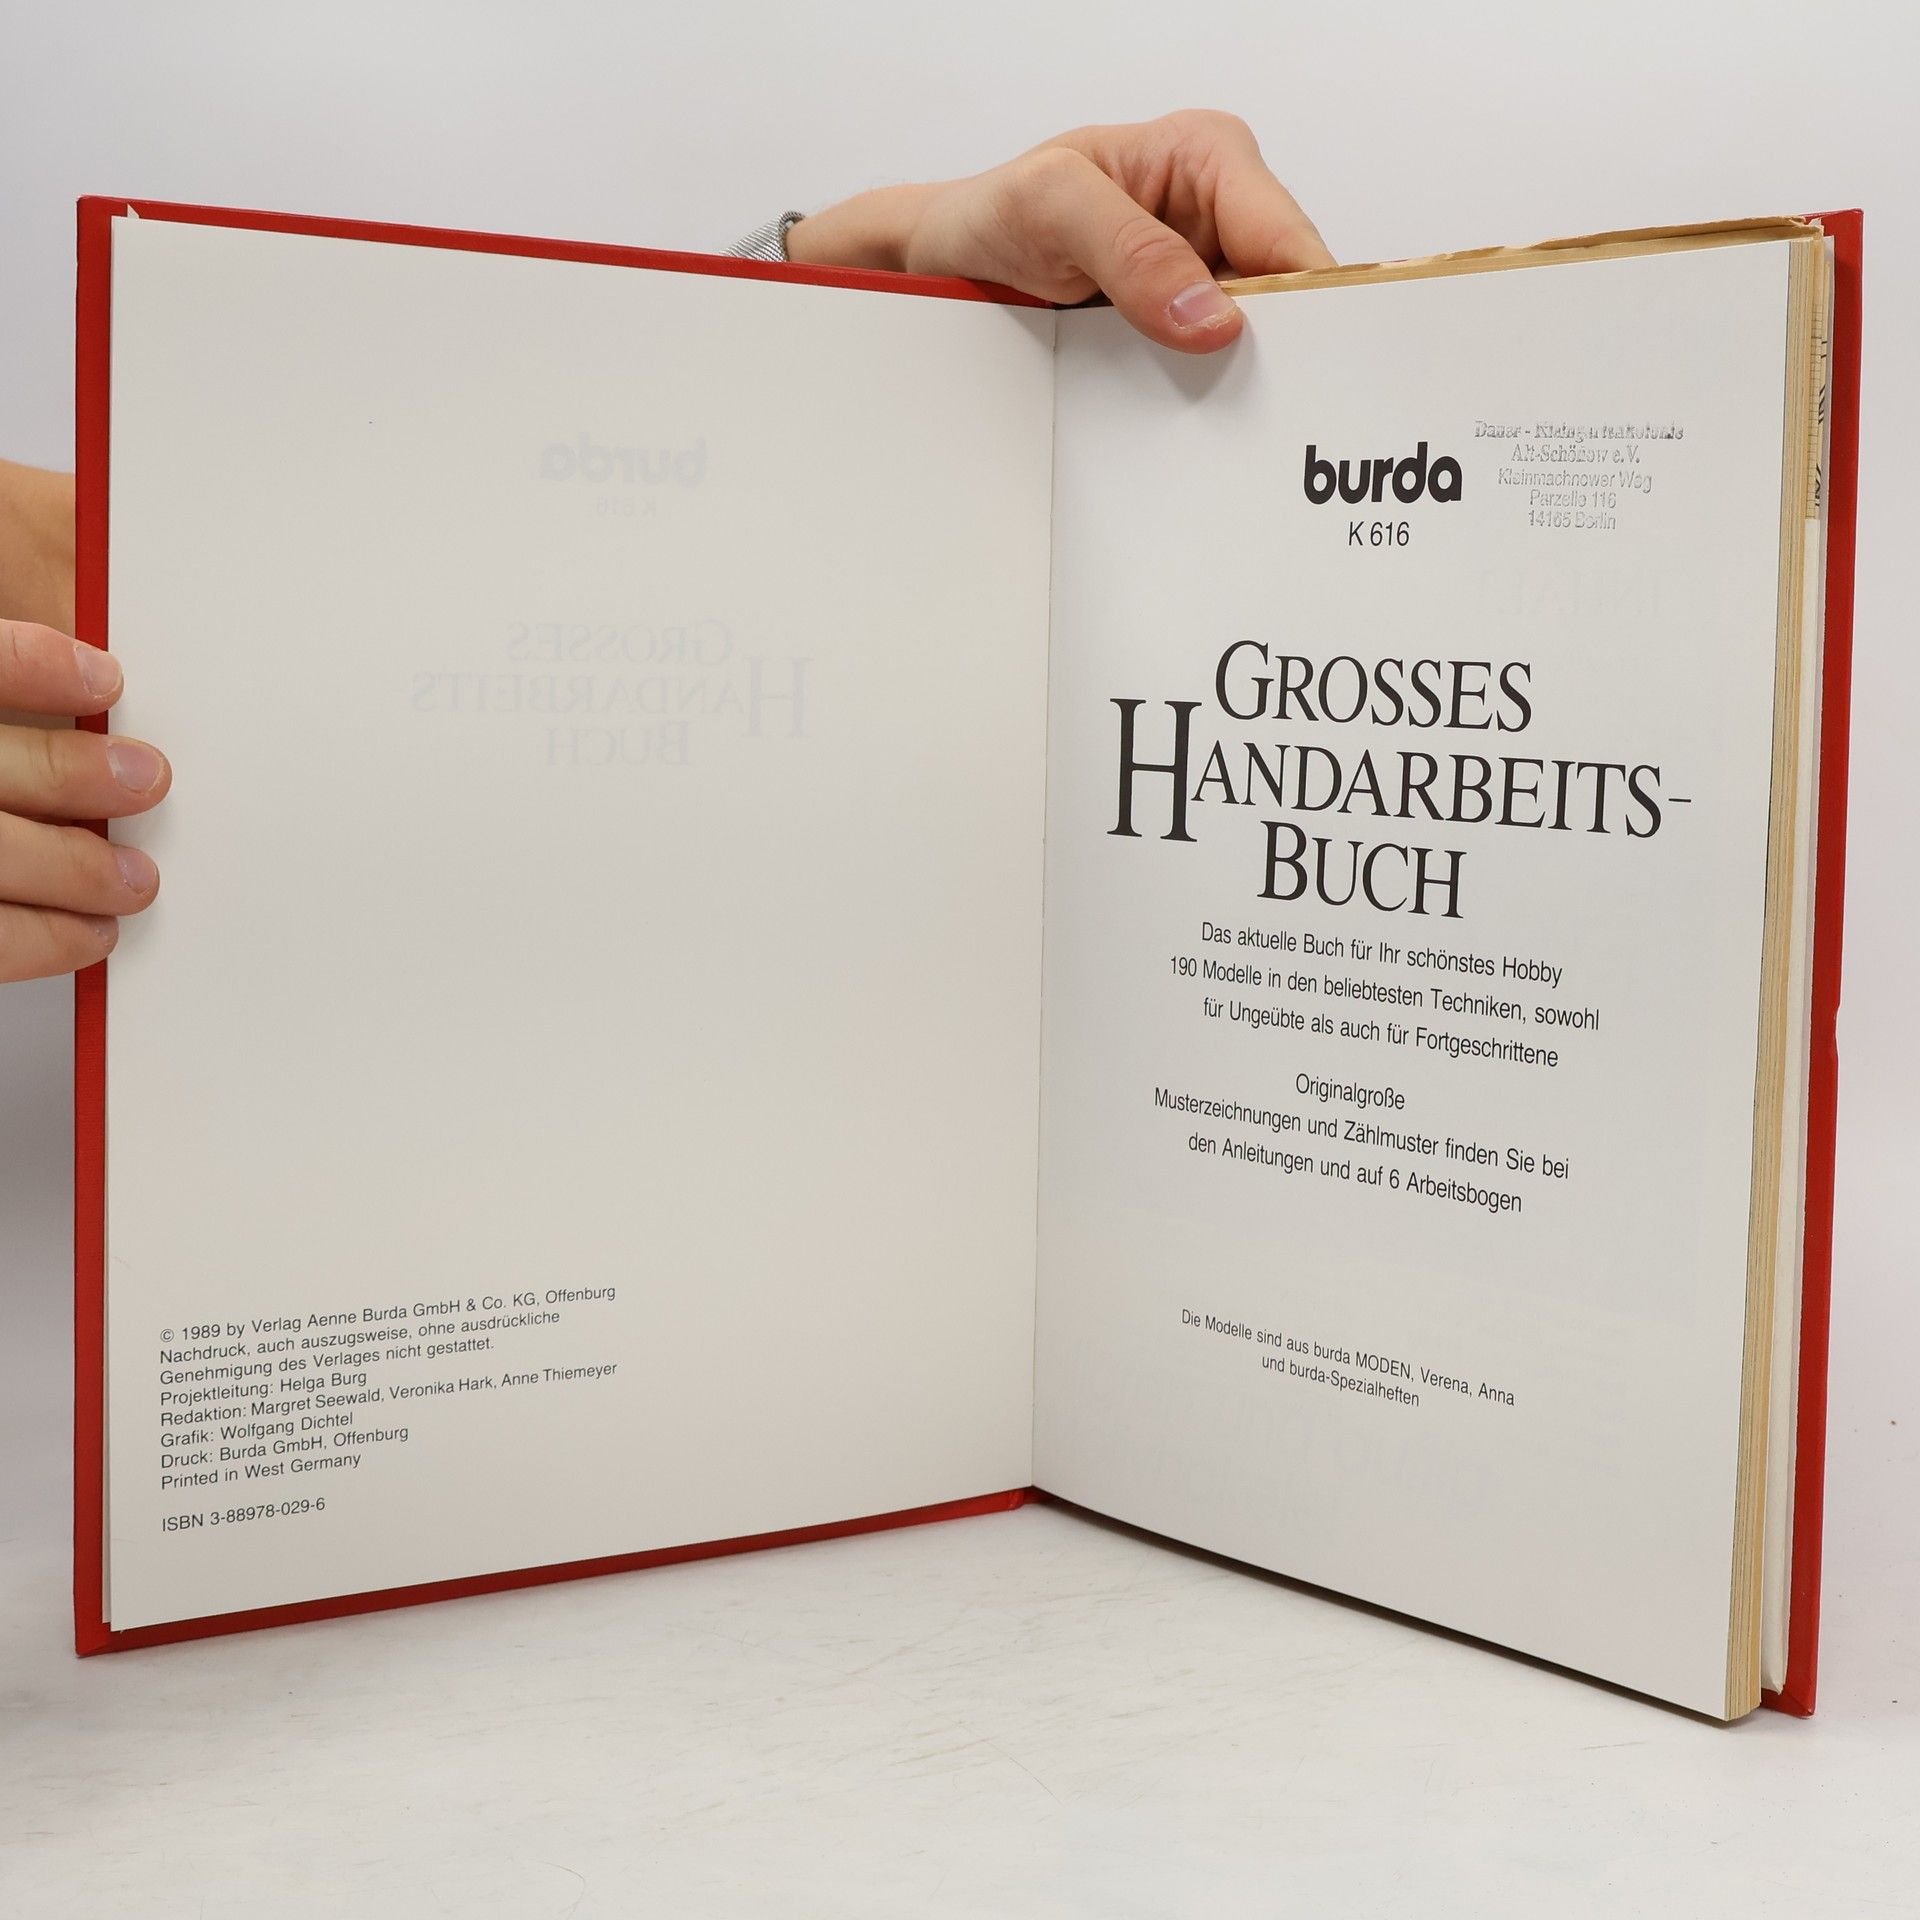 © 1989 by Verlag Aenne Burda GmbH & Co. KG, Offenburg
Nachdruck, auch auszugsweise, ohne ausdrückliche
Genehmigung des Verlages nicht gestattet.
Projektleitung: Helga Burg
Redaktion: Margret Seewald, Veronika Hark, Anne Thiemeyer
Grafik: Wolfgang Dichtel
Druck: Burda GmbH, Offenburg
Printed in West Germany
ISBN 3-88978-029-6
burda
K 616
Dauer - Kleingartenkolonie
Alt-Schönow e.V.
Kleinmachnower Weg
Parzelle 116
14165 Berlin
GROSSES
HANDARBEITS-
BUCH
Das aktuelle Buch für Ihr schönstes Hobby
190 Modelle in den beliebtesten Techniken, sowohl
für Ungeübte als auch für Fortgeschrittene
Originalgroße
Musterzeichnungen und Zählmuster finden Sie bei
den Anleitungen und auf 6 Arbeitsbogen
Die Modelle sind aus burda MODEN, Verena, Anna
und burda-Spezialheften